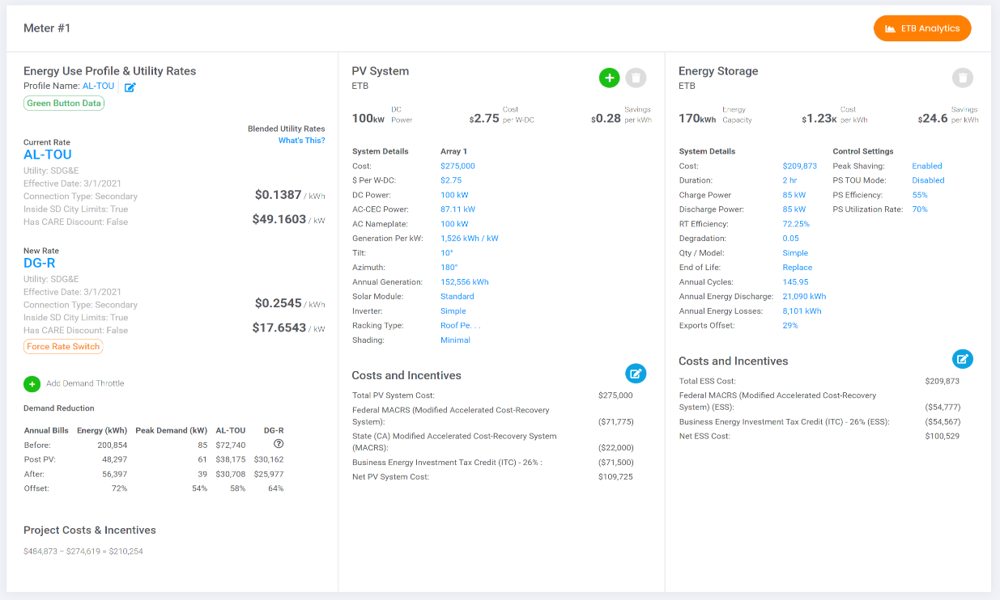 Meter #1
ETB Analytics
Energy Use Profile & Utility Rates
Profile Name: AL-TOU
Green Button Data
Blended Utility Rates
What's This?
Current Rate
AL-TOU
Utility: SDG&E
Effective Date: 3/1/2021
Connection Type: Secondary
$0.1387 / kWh
Inside SD City Limits: True
Has CARE Discount: False
$49.1603 / kW
New Rate
DG-R
Utility: SDG&E
Effective Date: 3/1/2021
Connection Type: Secondary
$0.2545 / kWh
Inside SD City Limits: True
Has CARE Discount: False
$17.6543 / kW
Force Rate Switch
Add Demand Throttle
Demand Reduction
Annual Bills Energy (kWh) Peak Demand (kW) AL-TOU DG-R
Before: 200,854 85 $72,740 ?
Post PV: 48,297 61 $38,175 $30,162
After: 56,397 39 $30,708 $25,977
Offset: 72% 54% 58% 64%
Project Costs & Incentives
$484,873 − $274,619 = $210,254
PV System
ETB
100kW DC Power
$2.75 Cost per W-DC
$0.28 Savings per kWh
System Details Array 1
Cost: $275,000
$ Per W-DC: $2.75
DC Power: 100 kW
AC-CEC Power: 87.11 kW
AC Nameplate: 100 kW
Generation Per kW: 1,526 kWh / kW
Tilt: 10°
Azimuth: 180°
Annual Generation: 152,556 kWh
Solar Module: Standard
Inverter: Simple
Racking Type: Roof Pe. . .
Shading: Minimal
Costs and Incentives
Total PV System Cost: $275,000
Federal MACRS (Modified Accelerated Cost-Recovery
System): ($71,775)
State (CA) Modified Accelerated Cost-Recovery System
(MACRS): ($22,000)
Business Energy Investment Tax Credit (ITC) - 26% : ($71,500)
Net PV System Cost: $109,725
Energy Storage
ETB
170kWh Energy Capacity
$1.23K Cost per kWh
$24.6 Savings per kWh
System Details
Cost: $209,873
Duration: 2 hr
Charge Power 85 kW
Discharge Power: 85 kW
RT Efficiency: 72.25%
Degradation: 0.05
Qty / Model: Simple
End of Life: Replace
Annual Cycles: 145.95
Annual Energy Discharge: 21,090 kWh
Annual Energy Losses: 8,101 kWh
Exports Offset: 29%
Control Settings
Peak Shaving: Enabled
PS TOU Mode: Disabled
PS Efficiency: 55%
PS Utilization Rate: 70%
Costs and Incentives
Total ESS Cost: $209,873
Federal MACRS (Modified Accelerated Cost-Recovery
System) (ESS): ($54,777)
Business Energy Investment Tax Credit (ITC) - 26% (ESS): ($54,567)
Net ESS Cost: $100,529